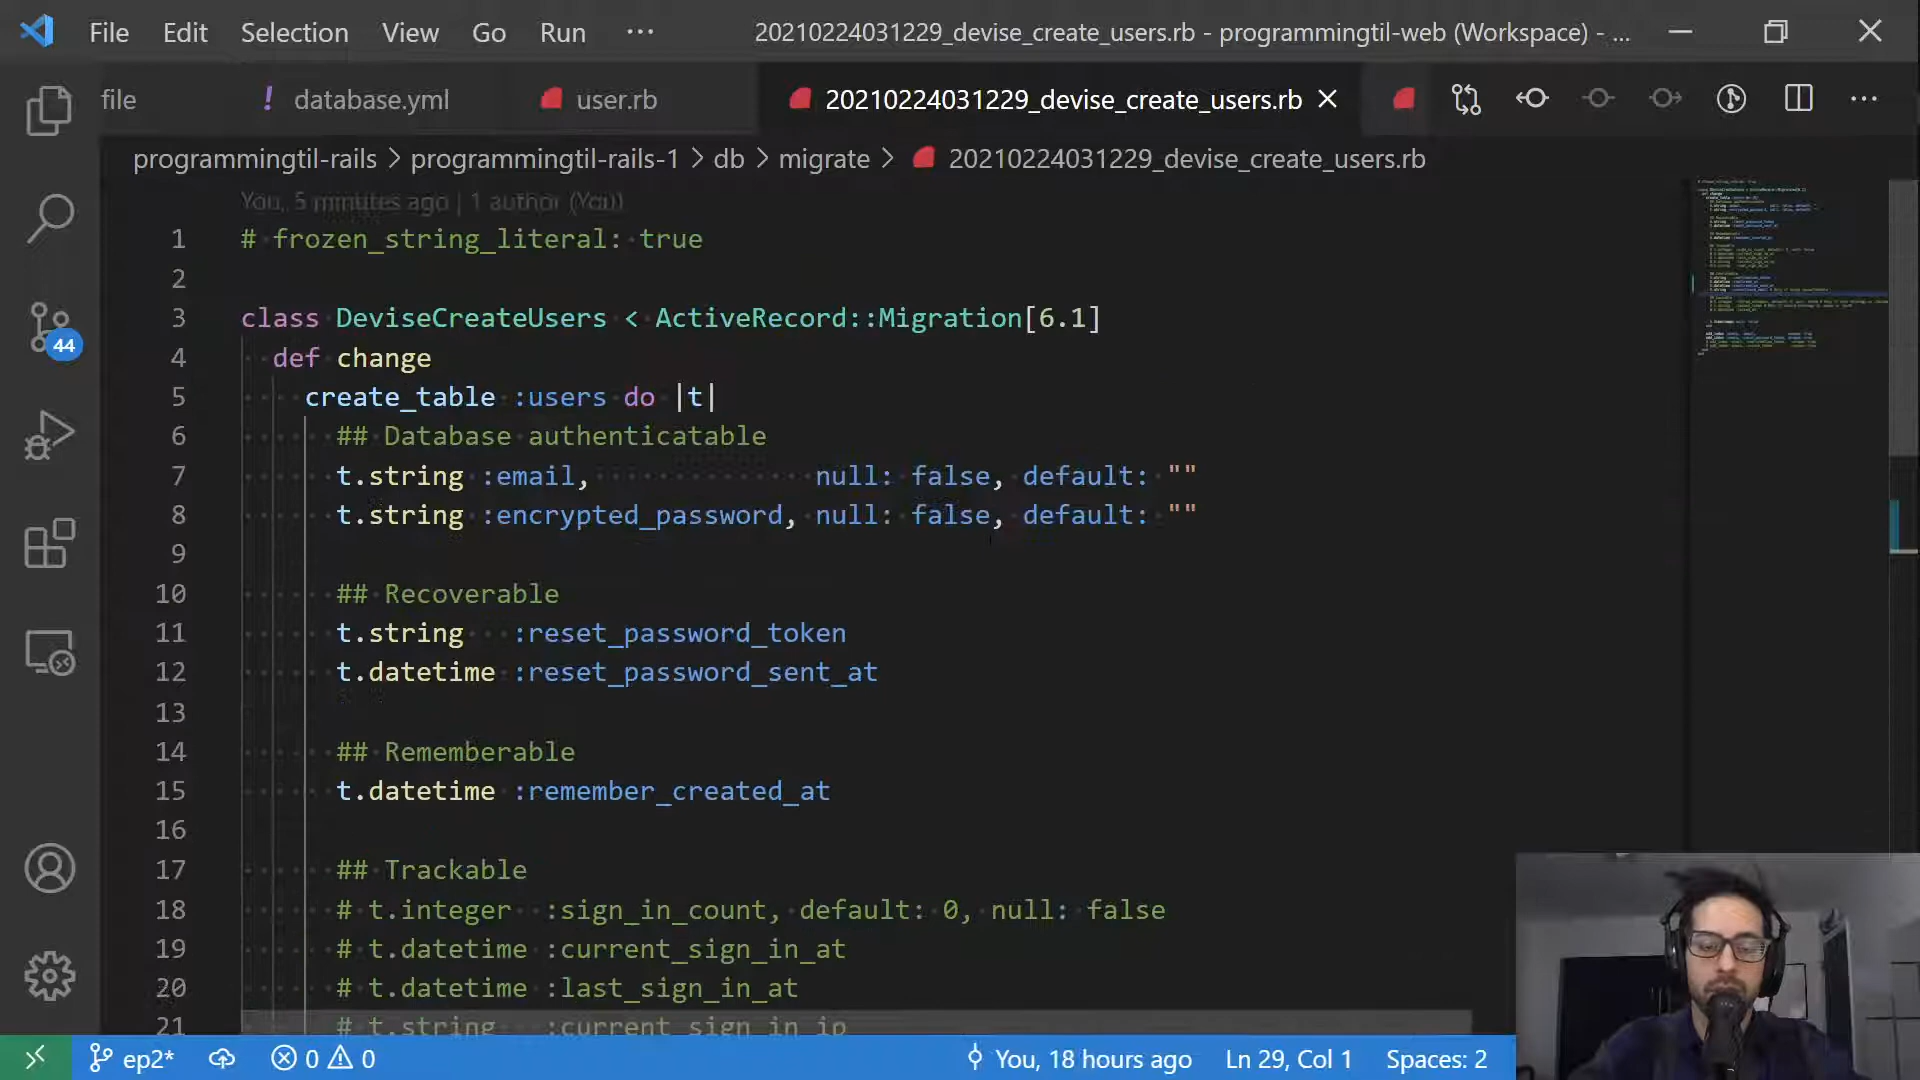 File Edit Selection View Go Run ··· 20210224031229_devise_create_users.rb - programmingtil-web (Workspace) - ...
file ! database.yml user.rb 20210224031229_devise_create_users.rb
programmingtil-rails > programmingtil-rails-1 > db > migrate > 20210224031229_devise_create_users.rb
You, 5 minutes ago | 1 author (You)
1 # frozen_string_literal: true
2
3 class DeviseCreateUsers < ActiveRecord::Migration[6.1]
4 def change
5 create_table :users do |t|
6 ## Database authenticatable
7 t.string :email, null: false, default: ""
8 t.string :encrypted_password, null: false, default: ""
9
10 ## Recoverable
11 t.string :reset_password_token
12 t.datetime :reset_password_sent_at
13
14 ## Rememberable
15 t.datetime :remember_created_at
16
17 ## Trackable
18 # t.integer :sign_in_count, default: 0, null: false
19 # t.datetime :current_sign_in_at
20 # t.datetime :last_sign_in_at
21 # t.string :current_sign_in_ip
44
ep2* 0 0 You, 18 hours ago Ln 29, Col 1 Spaces: 2